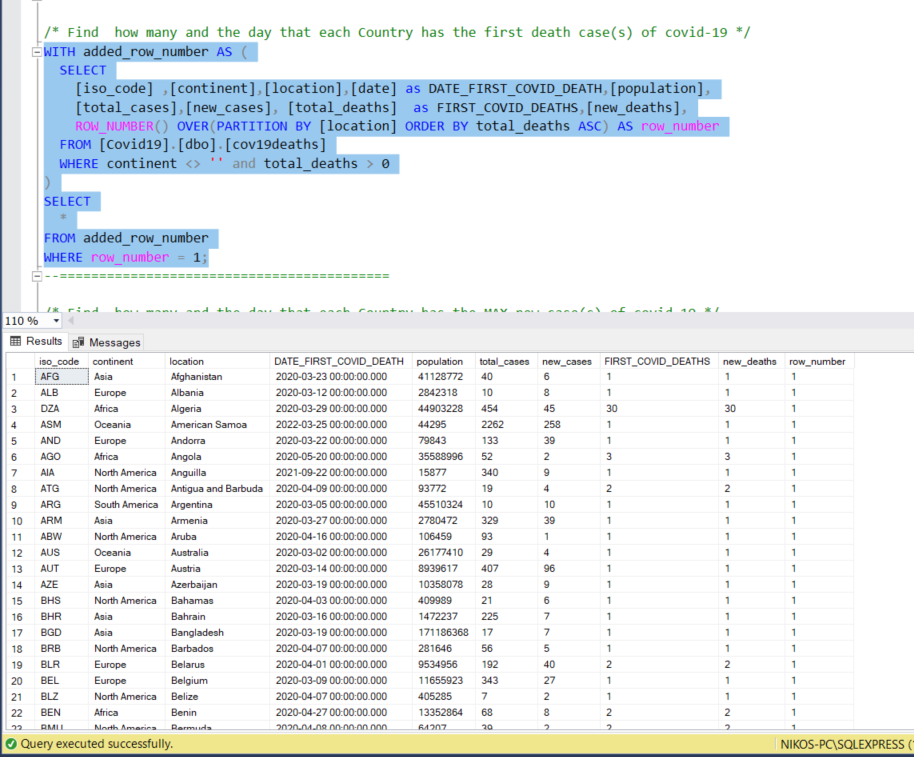 /* Find  how many and the day that each Country has the first death case(s) of covid-19 */
WITH added_row_number AS (
SELECT
[iso_code] ,[continent],[location],[date] as DATE_FIRST_COVID_DEATH,[population],
[total_cases],[new_cases], [total_deaths]  as FIRST_COVID_DEATHS,[new_deaths],
ROW_NUMBER() OVER(PARTITION BY [location] ORDER BY total_deaths ASC) AS row_number
FROM [Covid19].[dbo].[cov19deaths]
WHERE continent <> '' and total_deaths > 0
)
SELECT
*
FROM added_row_number
WHERE row_number = 1;
--==========================================
/* Find  how many and the day that each Country has the MAX new case(s) of covid-19 */
110 %
Results Messages
iso_code continent location DATE_FIRST_COVID_DEATH population total_cases new_cases FIRST_COVID_DEATHS new_deaths row_number
1 AFG Asia Afghanistan 2020-03-23 00:00:00.000 41128772 40 6 1 1 1
2 ALB Europe Albania 2020-03-12 00:00:00.000 2842318 10 8 1 1 1
3 DZA Africa Algeria 2020-03-29 00:00:00.000 44903228 454 45 30 30 1
4 ASM Oceania American Samoa 2022-03-25 00:00:00.000 44295 2262 258 1 1 1
5 AND Europe Andorra 2020-03-22 00:00:00.000 79843 133 39 1 1 1
6 AGO Africa Angola 2020-05-20 00:00:00.000 35588996 52 2 3 3 1
7 AIA North America Anguilla 2021-09-22 00:00:00.000 15877 340 9 1 1 1
8 ATG North America Antigua and Barbuda 2020-04-09 00:00:00.000 93772 19 4 2 2 1
9 ARG South America Argentina 2020-03-05 00:00:00.000 45510324 10 10 1 1 1
10 ARM Asia Armenia 2020-03-27 00:00:00.000 2780472 329 39 1 1 1
11 ABW North America Aruba 2020-04-16 00:00:00.000 106459 93 1 1 1 1
12 AUS Oceania Australia 2020-03-02 00:00:00.000 26177410 29 4 1 1 1
13 AUT Europe Austria 2020-03-14 00:00:00.000 8939617 407 96 1 1 1
14 AZE Asia Azerbaijan 2020-03-19 00:00:00.000 10358078 28 9 1 1 1
15 BHS North America Bahamas 2020-04-03 00:00:00.000 409989 21 6 1 1 1
16 BHR Asia Bahrain 2020-03-16 00:00:00.000 1472237 225 7 1 1 1
17 BGD Asia Bangladesh 2020-03-19 00:00:00.000 171186368 17 7 1 1 1
18 BRB North America Barbados 2020-04-07 00:00:00.000 281646 56 5 1 1 1
19 BLR Europe Belarus 2020-04-01 00:00:00.000 9534956 192 40 2 2 1
20 BEL Europe Belgium 2020-03-09 00:00:00.000 11655923 343 27 1 1 1
21 BLZ North America Belize 2020-04-07 00:00:00.000 405285 7 2 1 1 1
22 BEN Africa Benin 2020-04-27 00:00:00.000 13352864 68 8 2 2 1
23 BMU North America Bermuda 2020-04-08 00:00:00.000 64207 39 2 2 2 1
Query executed successfully. NIKOS-PC\SQLEXPRESS (